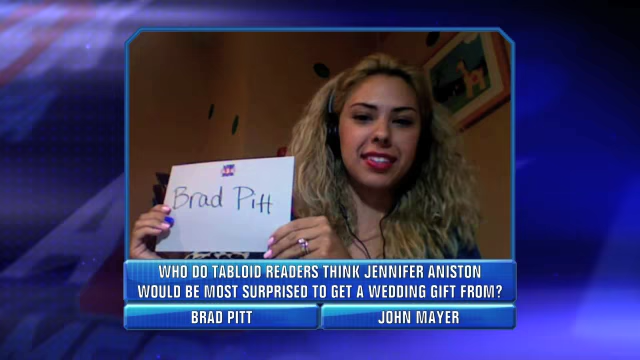 Brad Pitt
WHO DO TABLOID READERS THINK JENNIFER ANISTON
WOULD BE MOST SURPRISED TO GET A WEDDING GIFT FROM?
BRAD PITT
JOHN MAYER